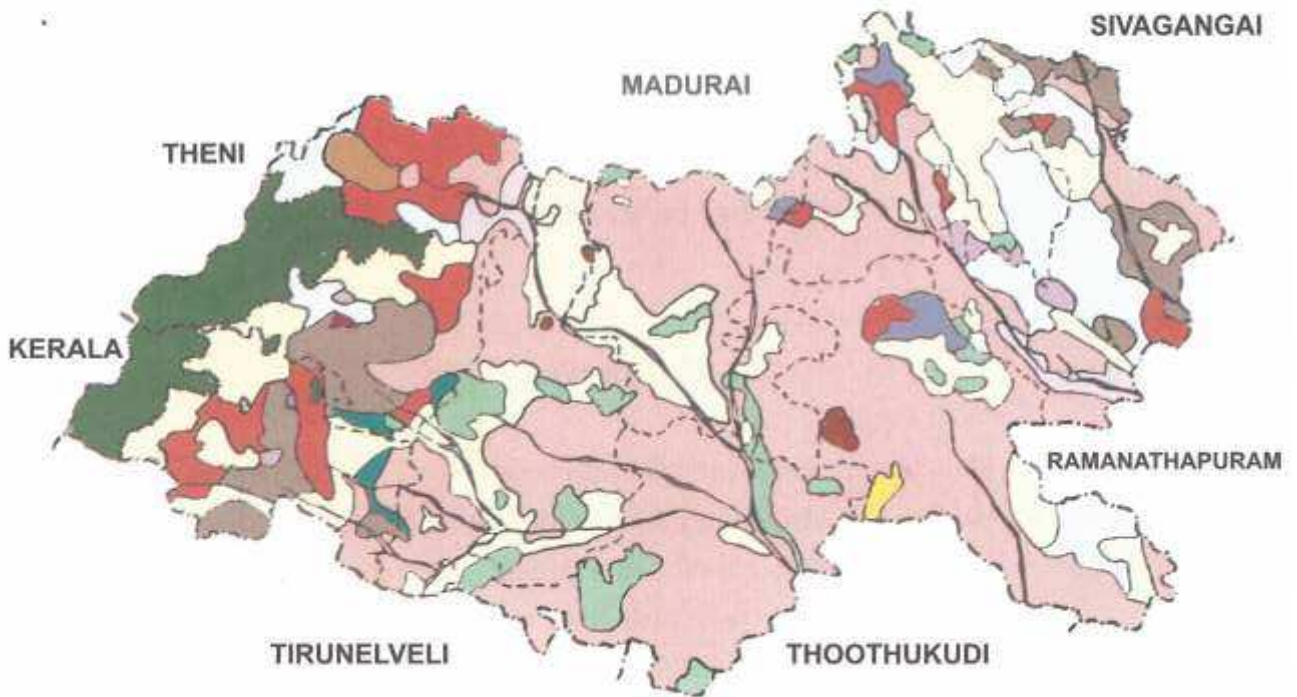 SIVAGANGAI
MADURAI
THENI
KERALA
RAMANATHAPURAM
TIRUNELVELI
THOOTHUKUDI